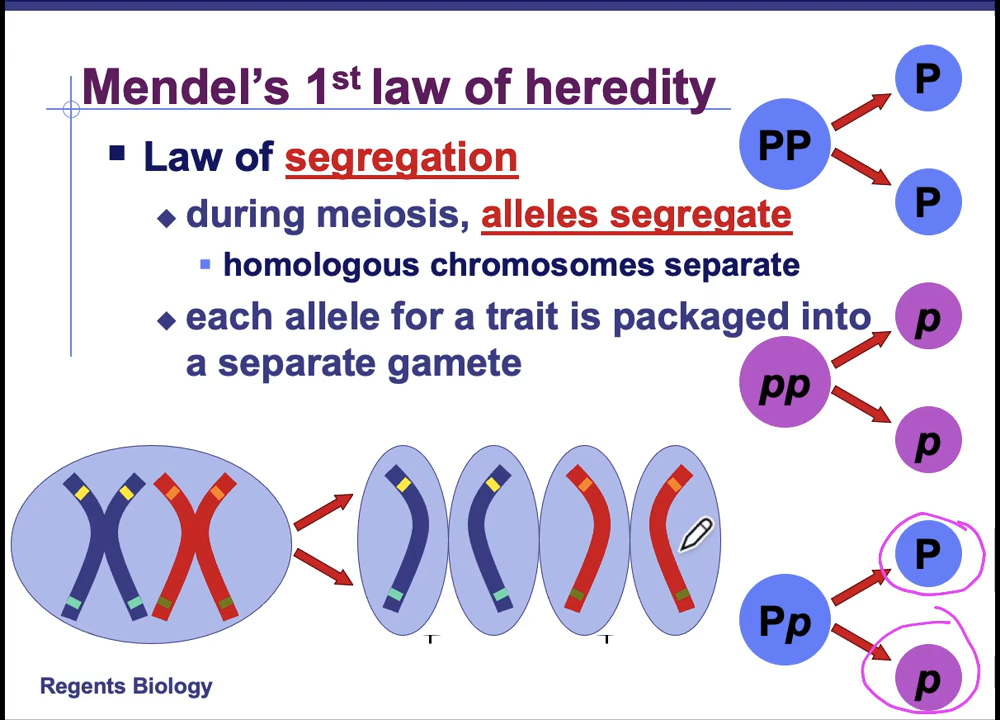 Mendel's 1st law of heredity
▪ Law of segregation
◆ during meiosis, alleles segregate
▪ homologous chromosomes separate
◆ each allele for a trait is packaged into
a separate gamete
PP
P
P
pp
p
p
Pp
P
p
Regents Biology